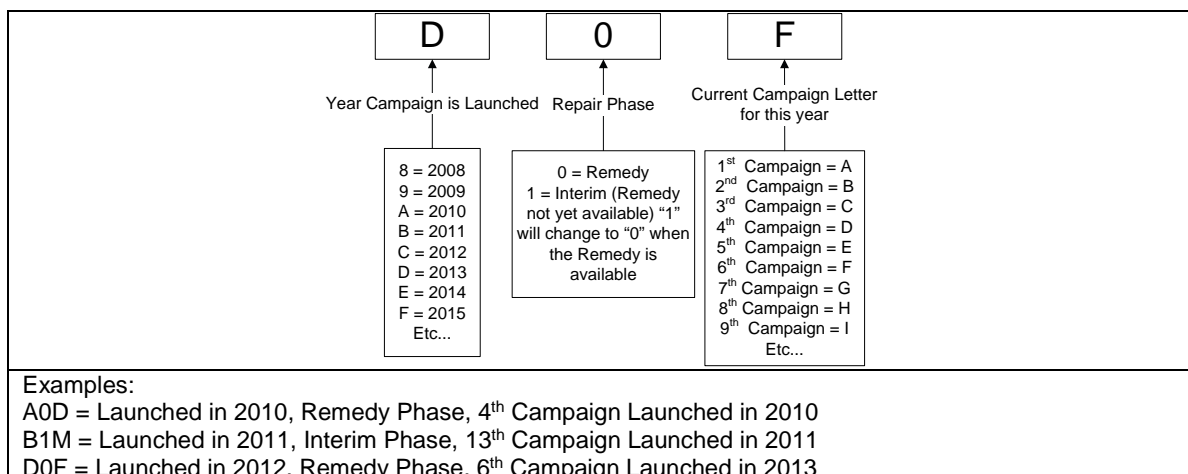 D
0
F
Year Campaign is Launched
Repair Phase
Current Campaign Letter
for this year
8 = 2008
9 = 2009
A = 2010
B = 2011
C = 2012
D = 2013
E = 2014
F = 2015
Etc...
0 = Remedy
1 = Interim (Remedy
not yet available) “1”
will change to “0” when
the Remedy is
available
1st Campaign = A
2nd Campaign = B
3rd Campaign = C
4th Campaign = D
5th Campaign = E
6th Campaign = F
7th Campaign = G
8th Campaign = H
9th Campaign = I
Etc...
Examples:
A0D = Launched in 2010, Remedy Phase, 4th Campaign Launched in 2010
B1M = Launched in 2011, Interim Phase, 13th Campaign Launched in 2011
D0F = Launched in 2012, Remedy Phase, 6th Campaign Launched in 2013